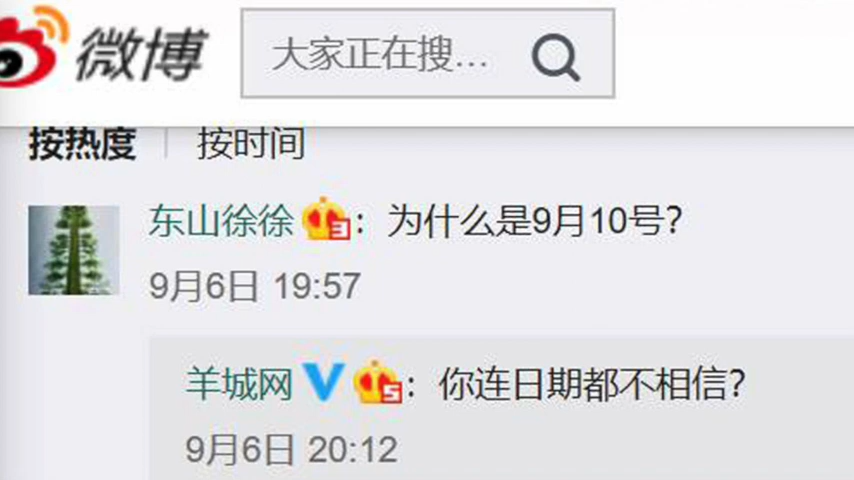 微博
大家正在搜...
按热度 按时间
东山徐徐 3：为什么是9月10号？
9月6日 19:57
羊城网 V 5：你连日期都不相信？
9月6日 20:12